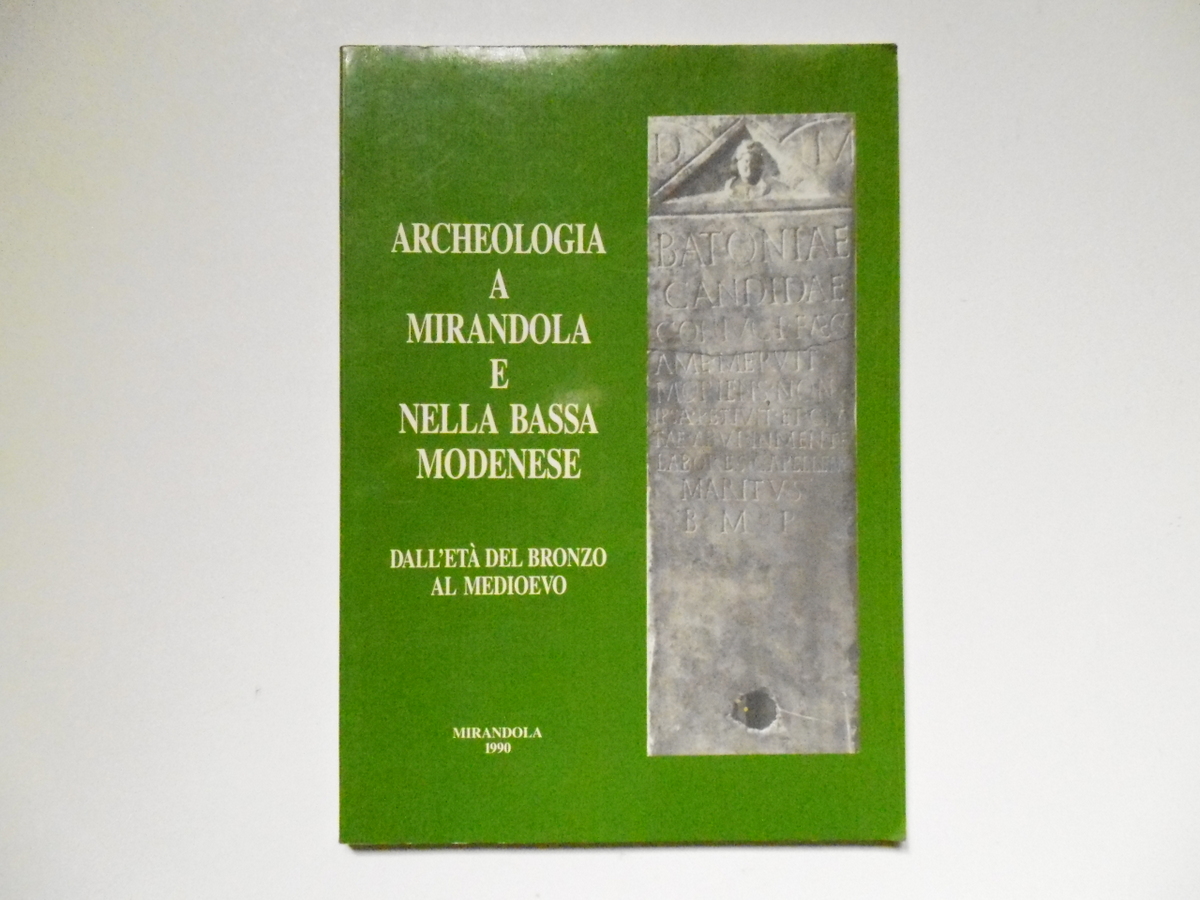 ARCHEOLOGIA
A
MIRANDOLA
E
NELLA BASSA
MODENESE
DALL'ETÀ DEL BRONZO
AL MEDIOEVO
MIRANDOLA
1990
D M
BATONIAE
CANDIDAE
MARITVS
B M P